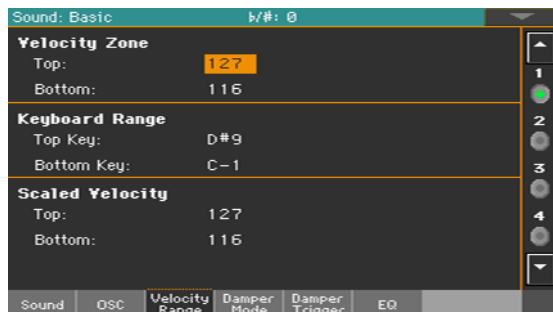 Sound: Basic ♭/#: 0
Velocity Zone
Top: 127
Bottom: 116
Keyboard Range
Top Key: D#9
Bottom Key: C-1
Scaled Velocity
Top: 127
Bottom: 116
1
2
3
4
Sound OSC Velocity Range Damper Mode Damper Trigger EQ